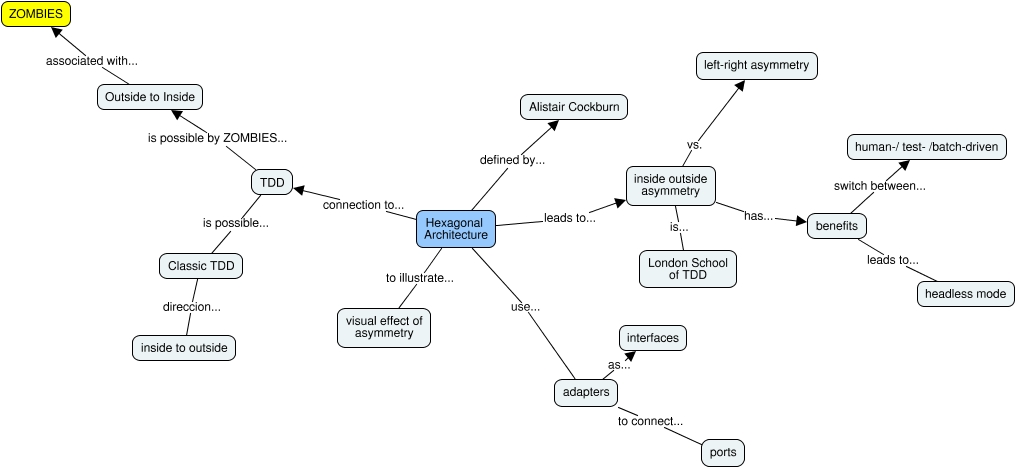 ZOMBIES
associated with...
left-right asymmetry
Outside to Inside
Alistair Cockburn
is possible by ZOMBIES...
vs.
human-/ test- /batch-driven
defined by...
TDD
inside outside
asymmetry
switch between...
connection to...
leads to...
has...
is possible...
Hexagonal
Architecture
is...
benefits
Classic TDD
to illustrate...
London School
of TDD
leads to...
headless mode
direccion...
use...
visual effect of
asymmetry
interfaces
inside to outside
as...
adapters
to connect...
ports